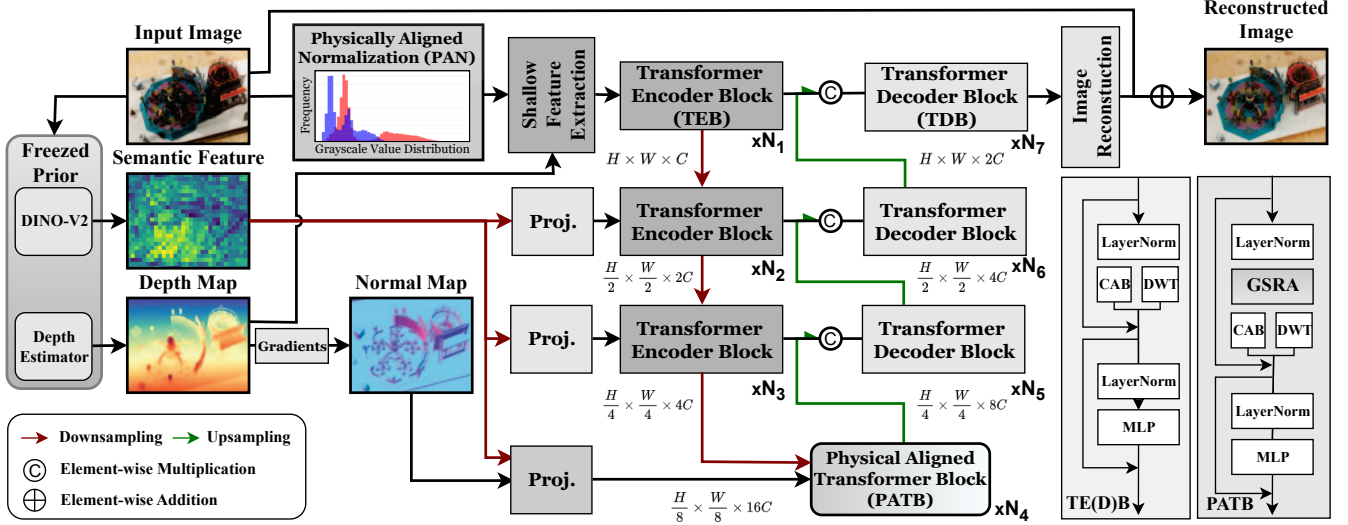 Input Image
Physically Aligned
Normalization (PAN)
Frequency
Grayscale Value Distribution
Shallow
Feature
Extraction
Transformer
Encoder Block
(TEB)
xN1
H × W × C
C
Transformer
Decoder Block
(TDB)
xN7
H × W × 2C
Image
Reconstuction
Reconstructed
Image
Freezed
Prior
DINO-V2
Depth
Estimator
Semantic Feature
Depth Map
Gradients
Normal Map
Proj.
Transformer
Encoder Block
xN2
H/2 × W/2 × 2C
C
Transformer
Decoder Block
xN6
H/2 × W/2 × 4C
Proj.
Transformer
Encoder Block
xN3
H/4 × W/4 × 4C
C
Transformer
Decoder Block
xN5
H/4 × W/4 × 8C
Proj.
H/8 × W/8 × 16C
Physical Aligned
Transformer Block
(PATB)
xN4
LayerNorm
CAB DWT
LayerNorm
MLP
TE(D)B
LayerNorm
GSRA
CAB DWT
LayerNorm
MLP
PATB
Downsampling
Upsampling
C Element-wise Multiplication
Element-wise Addition